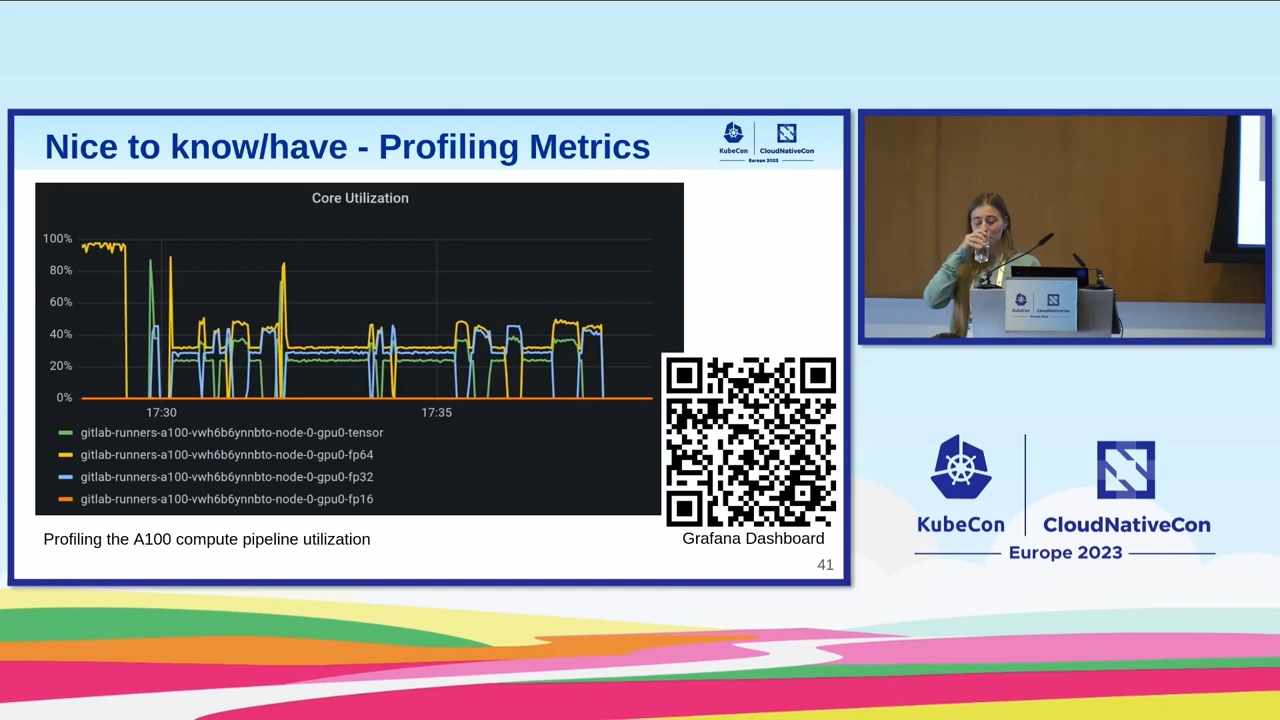 Nice to know/have - Profiling Metrics
KubeCon
CloudNativeCon
Europe 2023
Core Utilization
100%
80%
60%
40%
20%
0%
17:30
17:35
gitlab-runners-a100-vwh6b6ynnbto-node-0-gpu0-tensor
gitlab-runners-a100-vwh6b6ynnbto-node-0-gpu0-fp64
gitlab-runners-a100-vwh6b6ynnbto-node-0-gpu0-fp32
gitlab-runners-a100-vwh6b6ynnbto-node-0-gpu0-fp16
Profiling the A100 compute pipeline utilization
Grafana Dashboard
41
KubeCon
CloudNativeCon
Europe 2023